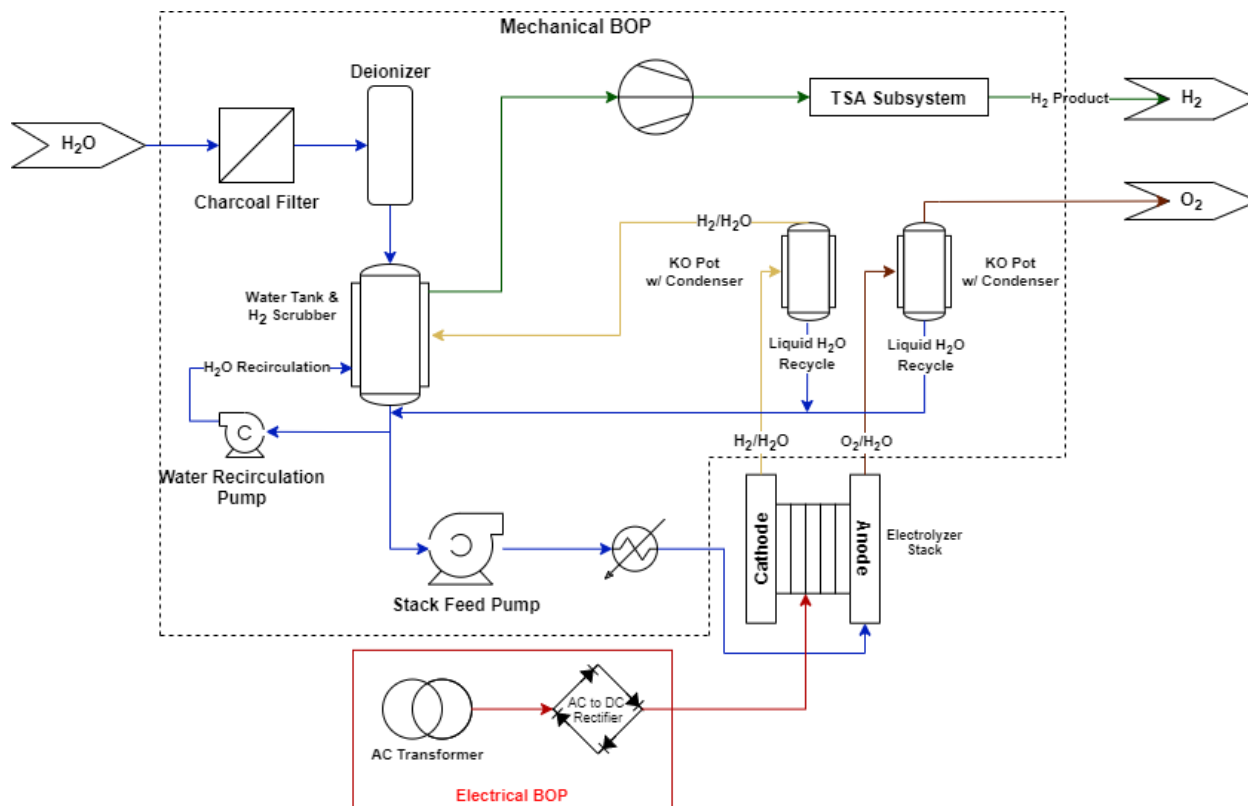 Mechanical BOP
Deionizer
H₂O
Charcoal Filter
TSA Subsystem
H₂ Product
H₂
O₂
H₂/H₂O
KO Pot
w/ Condenser
KO Pot
w/ Condenser
Water Tank &
H₂ Scrubber
Liquid H₂O
Recycle
Liquid H₂O
Recycle
H₂O Recirculation
Water Recirculation
Pump
H₂/H₂O
O₂/H₂O
Cathode
Anode
Electrolyzer
Stack
Stack Feed Pump
AC to DC
Rectifier
AC Transformer
Electrical BOP